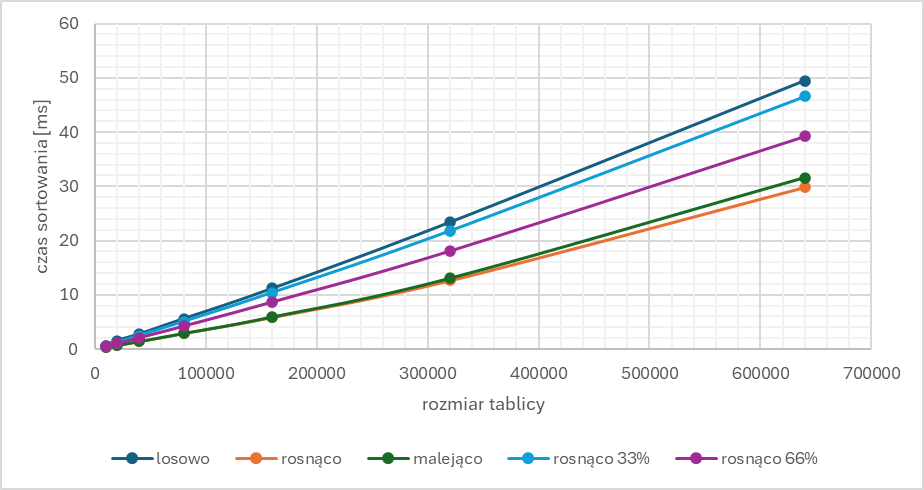 60
50
40
30
20
10
0
czas sortowania [ms]
0 100000 200000 300000 400000 500000 600000 700000
rozmiar tablicy
losowo rosnąco malejąco rosnąco 33% rosnąco 66%